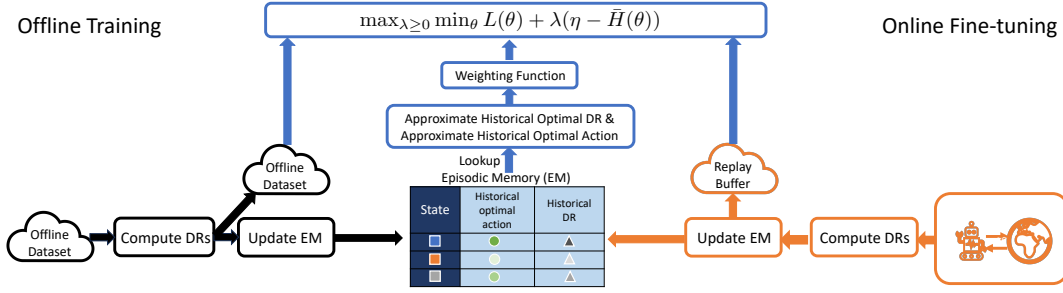 Offline Training
max_{λ≥0} min_θ L(θ) + λ(η − H̄(θ))
Online Fine-tuning
Weighting Function
Approximate Historical Optimal DR &
Approximate Historical Optimal Action
Lookup
Episodic Memory (EM)
Offline
Dataset
Replay
Buffer
State
Historical
optimal
action
Historical
DR
Offline
Dataset
Compute DRs
Update EM
Update EM
Compute DRs